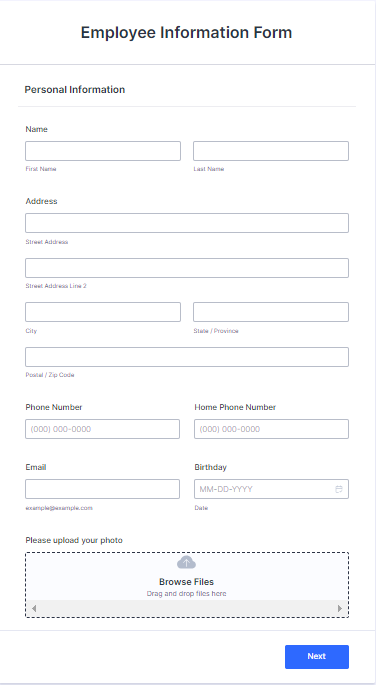 Employee Information Form
Personal Information
Name
First Name Last Name
Address
Street Address
Street Address Line 2
City State / Province
Postal / Zip Code
Phone Number Home Phone Number
(000) 000-0000 (000) 000-0000
Email Birthday
MM-DD-YYYY
example@example.com Date
Please upload your photo
Browse Files
Drag and drop files here
Next